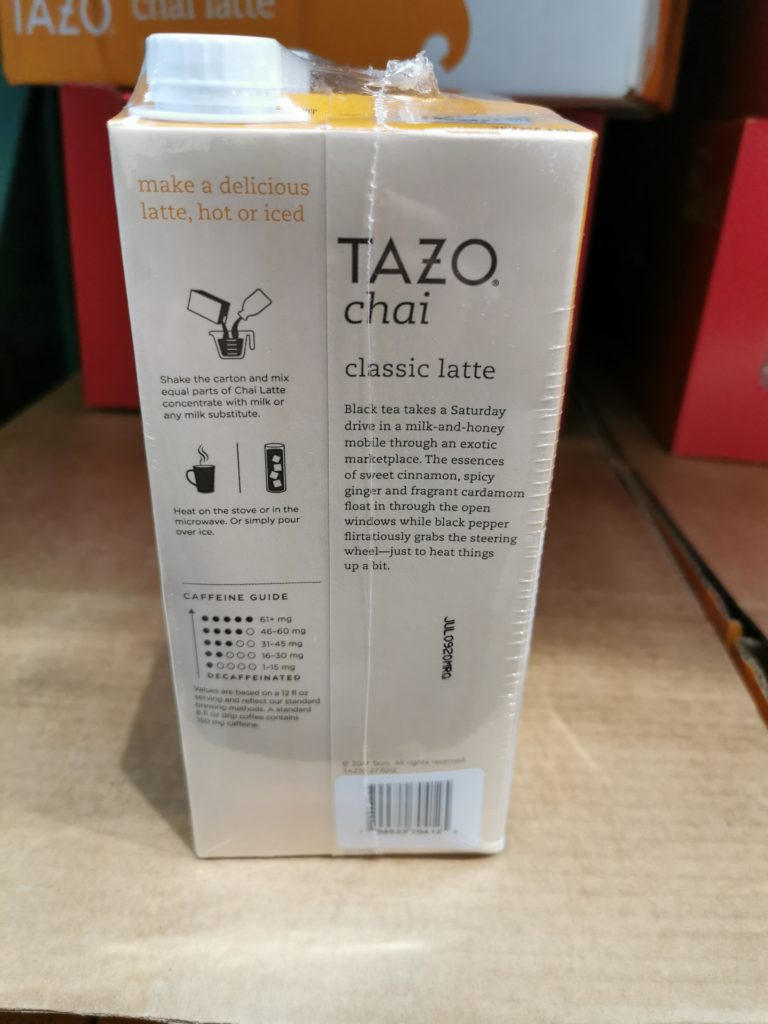 TAZO chai latte
make a delicious
latte, hot or iced
Shake the carton and mix
equal parts of Chai Latte
concentrate with milk or
any milk substitute.
Heat on the stove or in the
microwave. Or simply pour
over ice.
CAFFEINE GUIDE
61+ mg
46-60 mg
31-45 mg
16-30 mg
1-15 mg
DECAFFEINATED
Values are based on a 12 fl oz
serving and reflect our standard
brewing methods. A standard
8 fl oz drip coffee contains
150 mg caffeine.
TAZO®
chai
classic latte
Black tea takes a Saturday
drive in a milk-and-honey
mobile through an exotic
marketplace. The essences
of sweet cinnamon, spicy
ginger and fragrant cardamom
float in through the open
windows while black pepper
flirtatiously grabs the steering
wheel—just to heat things
up a bit.
JUL0920MRQ
Tazo. All rights reserved.